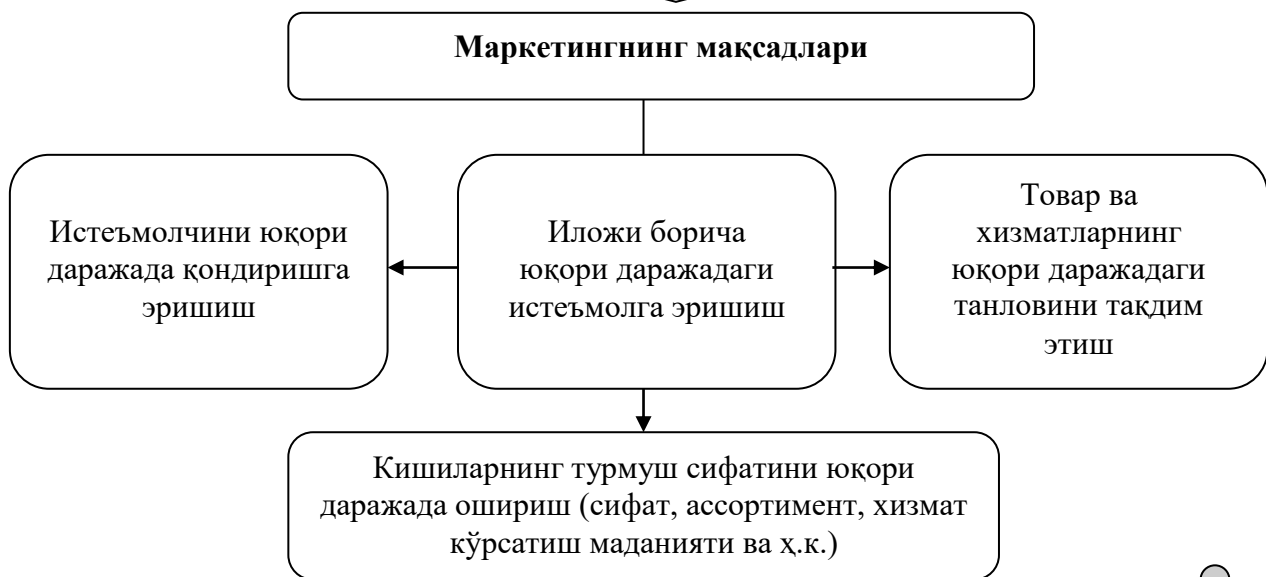 Маркетингнинг мақсадлари
Истеъмолчини юқори
даражада қондиришга
эришиш
Иложи борича
юқори даражадаги
истеъмолга эришиш
Товар ва
хизматларнинг
юқори даражадаги
танловини тақдим
этиш
Кишиларнинг турмуш сифатини юқори
даражада ошириш (сифат, ассортимент, хизмат
кўрсатиш маданияти ва ҳ.к.)